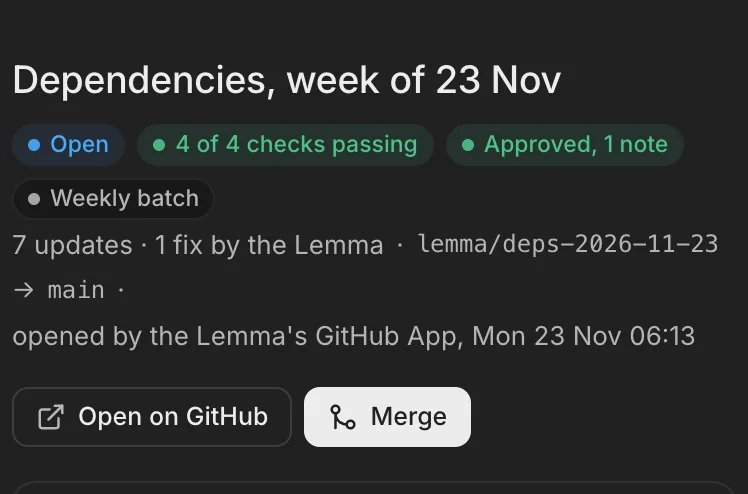 Dependencies, week of 23 Nov
Open
4 of 4 checks passing
Approved, 1 note
Weekly batch
7 updates · 1 fix by the Lemma · lemma/deps-2026-11-23
→ main ·
opened by the Lemma's GitHub App, Mon 23 Nov 06:13
Open on GitHub
Merge